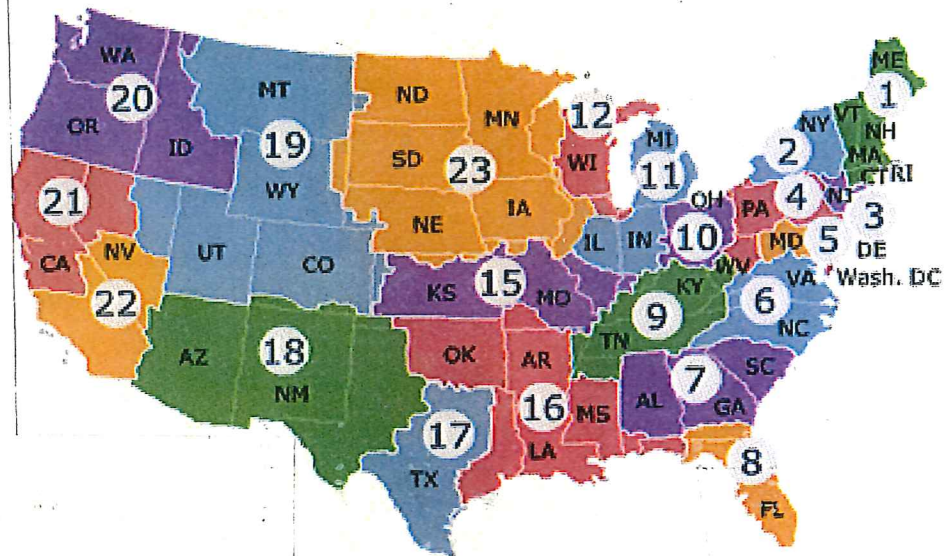 WA
20
OR
ID
MT
19
WY
ND
MN
SD
23
NE
IA
12
WI
MI
11
ME
1
VT
NY
NH
2
MA
CT RI
21
CA
NV
22
UT
CO
KS
15
MO
IL
IN
OH
10
PA
4
NJ
3
MD
5
DE
WV
Wash. DC
VA
6
NC
KY
9
TN
AZ
18
NM
OK
AR
16
MS
LA
17
TX
AL
7
GA
SC
8
FL